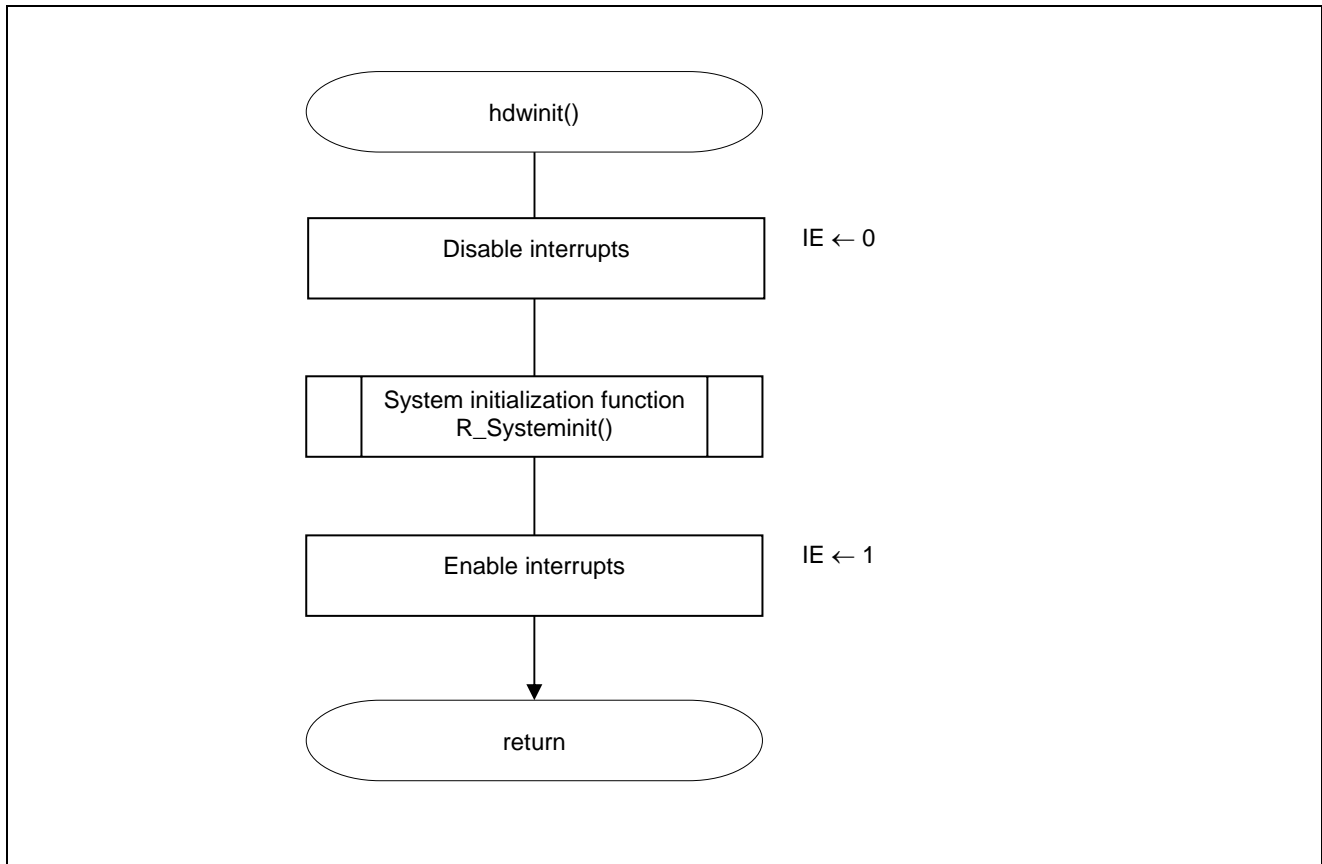 hdwinit()
Disable interrupts
IE ← 0
System initialization function
R_Systeminit()
Enable interrupts
IE ← 1
return